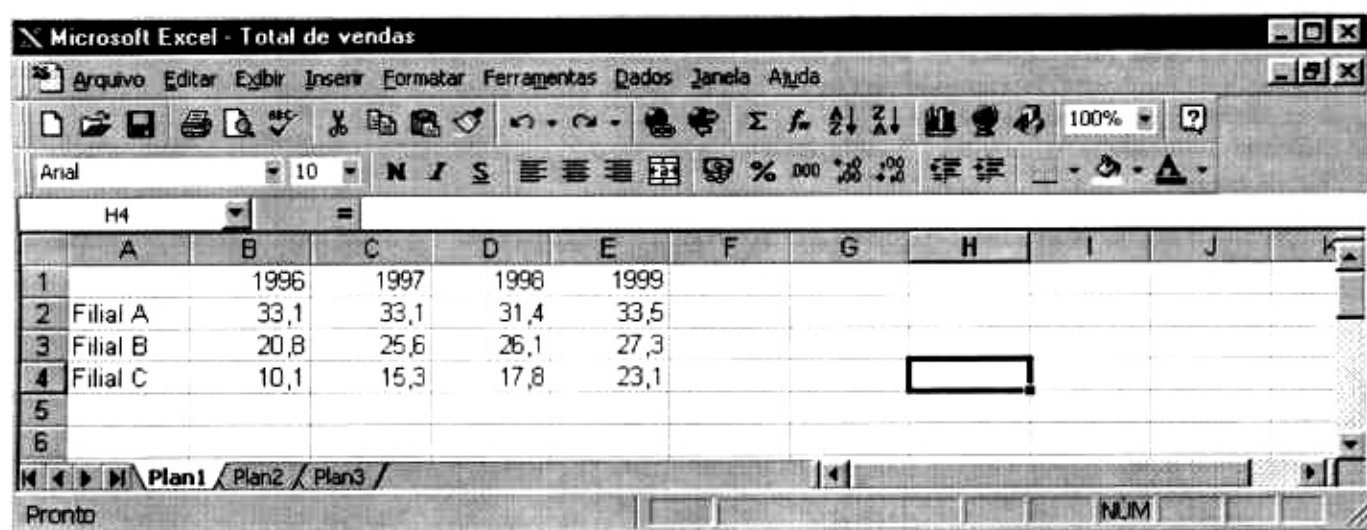 Microsoft Excel - Total de vendas
Arquivo Editar Exibir Inserir Formatar Ferramentas Dados Janela Ajuda
ABC Σ 100% ?
Arial 10 N I S % 000
H4 =
A B C D E F G H I J K
1 1996 1997 1998 1999
2 Filial A 33,1 33,1 31,4 33,5
3 Filial B 20,8 25,6 26,1 27,3
4 Filial C 10,1 15,3 17,8 23,1
5
6
Plan1 Plan2 Plan3
Pronto NÚM